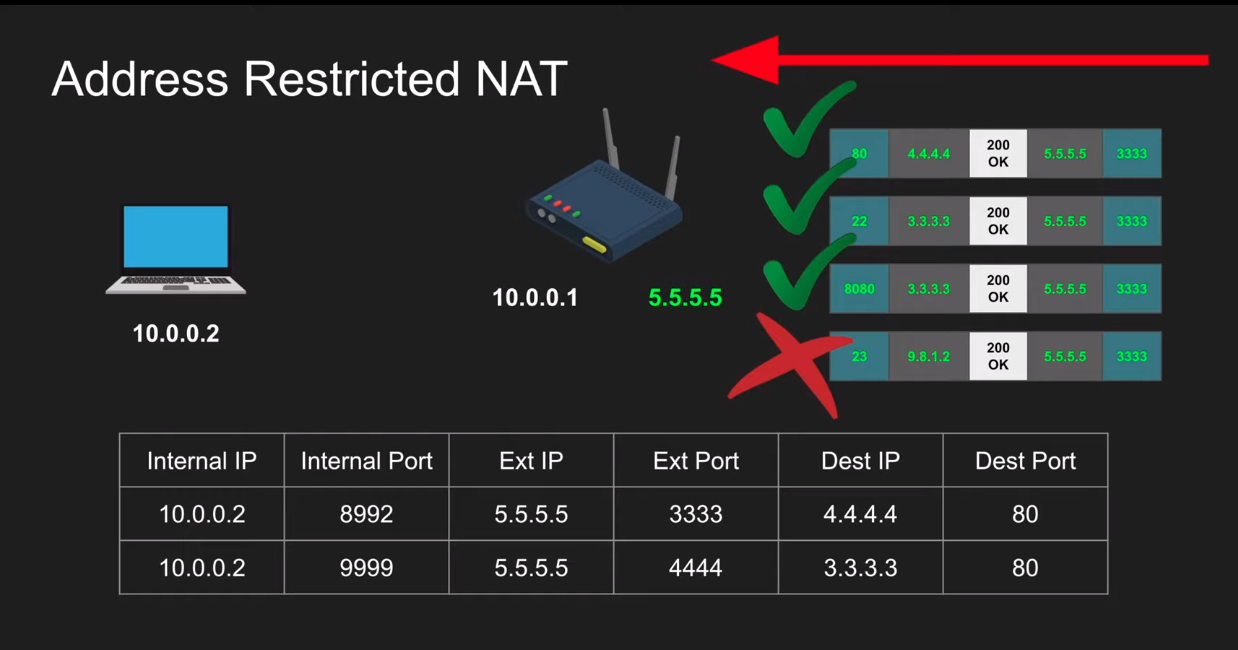 Address Restricted NAT
80 4.4.4.4 200 OK 5.5.5.5 3333
22 3.3.3.3 200 OK 5.5.5.5 3333
8080 3.3.3.3 200 OK 5.5.5.5 3333
23 9.8.1.2 200 OK 5.5.5.5 3333
10.0.0.1 5.5.5.5
10.0.0.2
Internal IP Internal Port Ext IP Ext Port Dest IP Dest Port
10.0.0.2 8992 5.5.5.5 3333 4.4.4.4 80
10.0.0.2 9999 5.5.5.5 4444 3.3.3.3 80